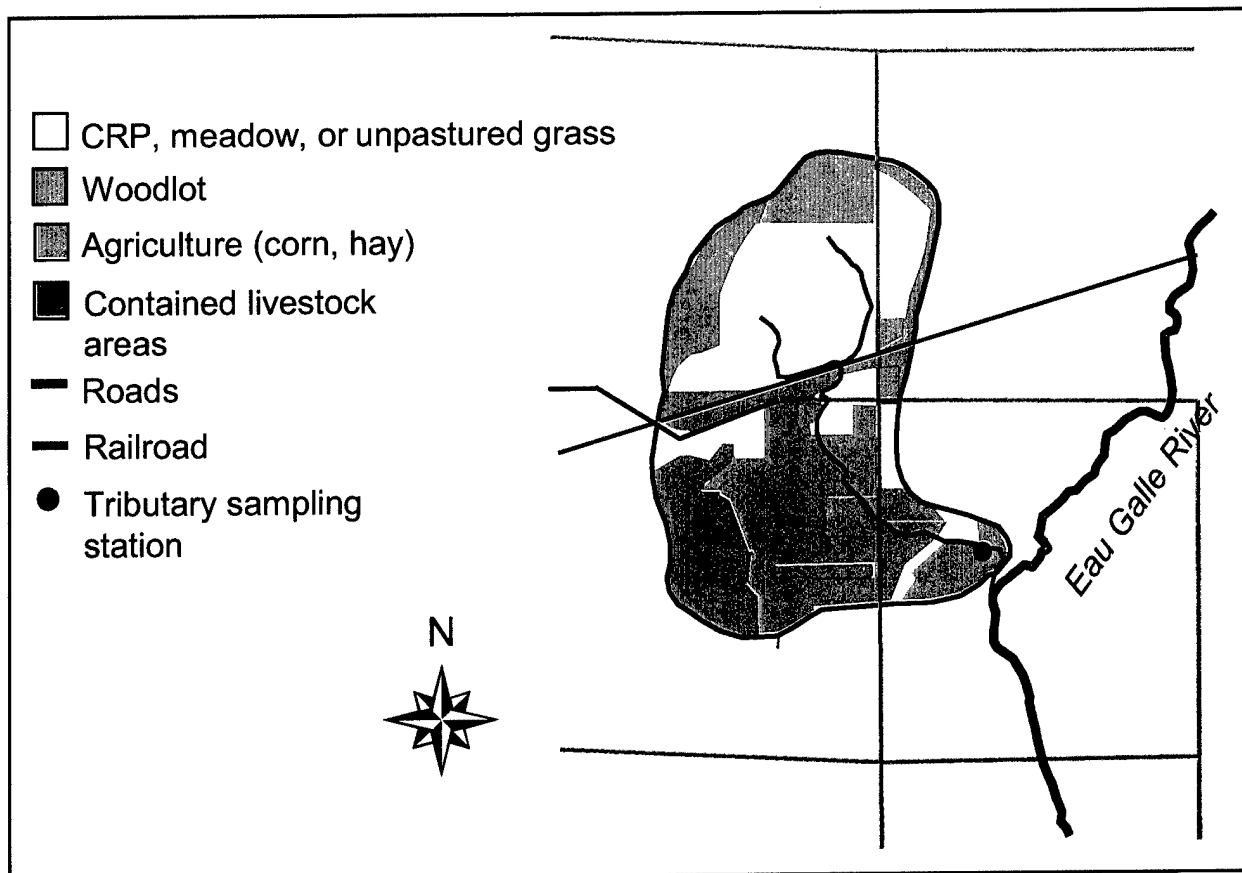 CRP, meadow, or unpastured grass
Woodlot
Agriculture (corn, hay)
Contained livestock
areas
Roads
Railroad
Tributary sampling
station
N
Eau Galle River